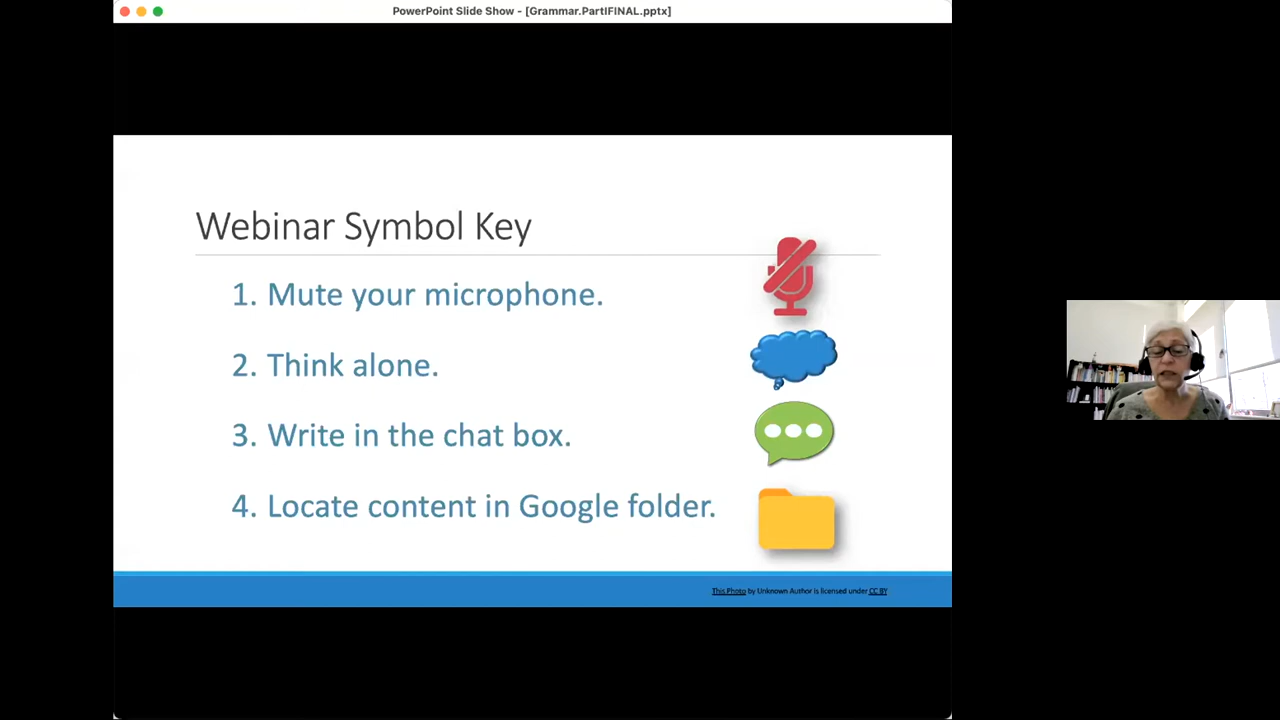 PowerPoint Slide Show - [Grammar.PartIFINAL.pptx]
Webinar Symbol Key
1. Mute your microphone.
2. Think alone.
3. Write in the chat box.
4. Locate content in Google folder.
This Photo by Unknown Author is licensed under CC BY